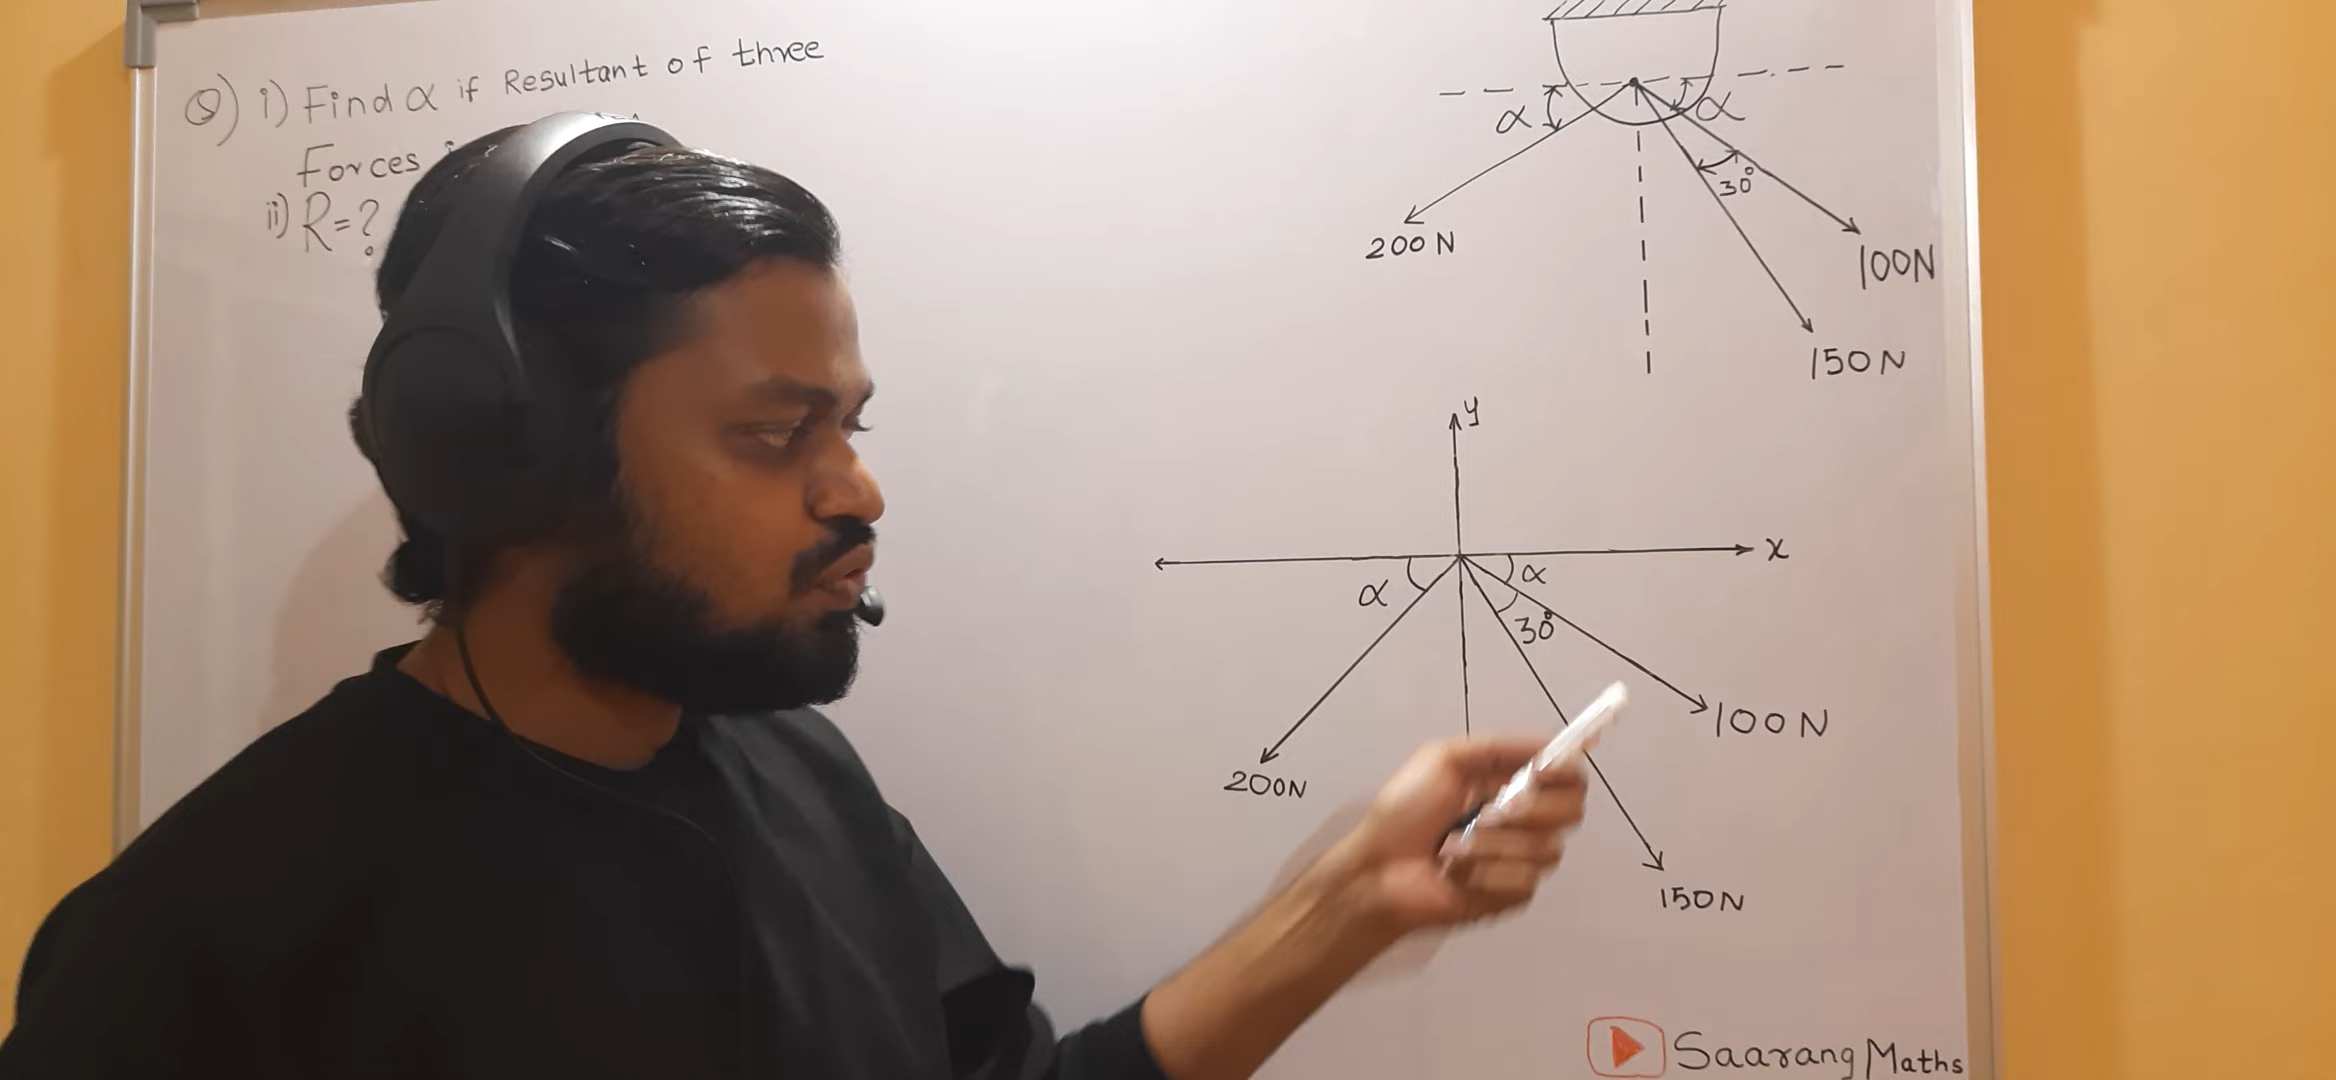 Q) i) Find α if Resultant of three
Forces
ii) R=?
α
α
30°
200 N
100N
150 N
y
x
α
α
30°
100 N
200N
150N
Saarang Maths